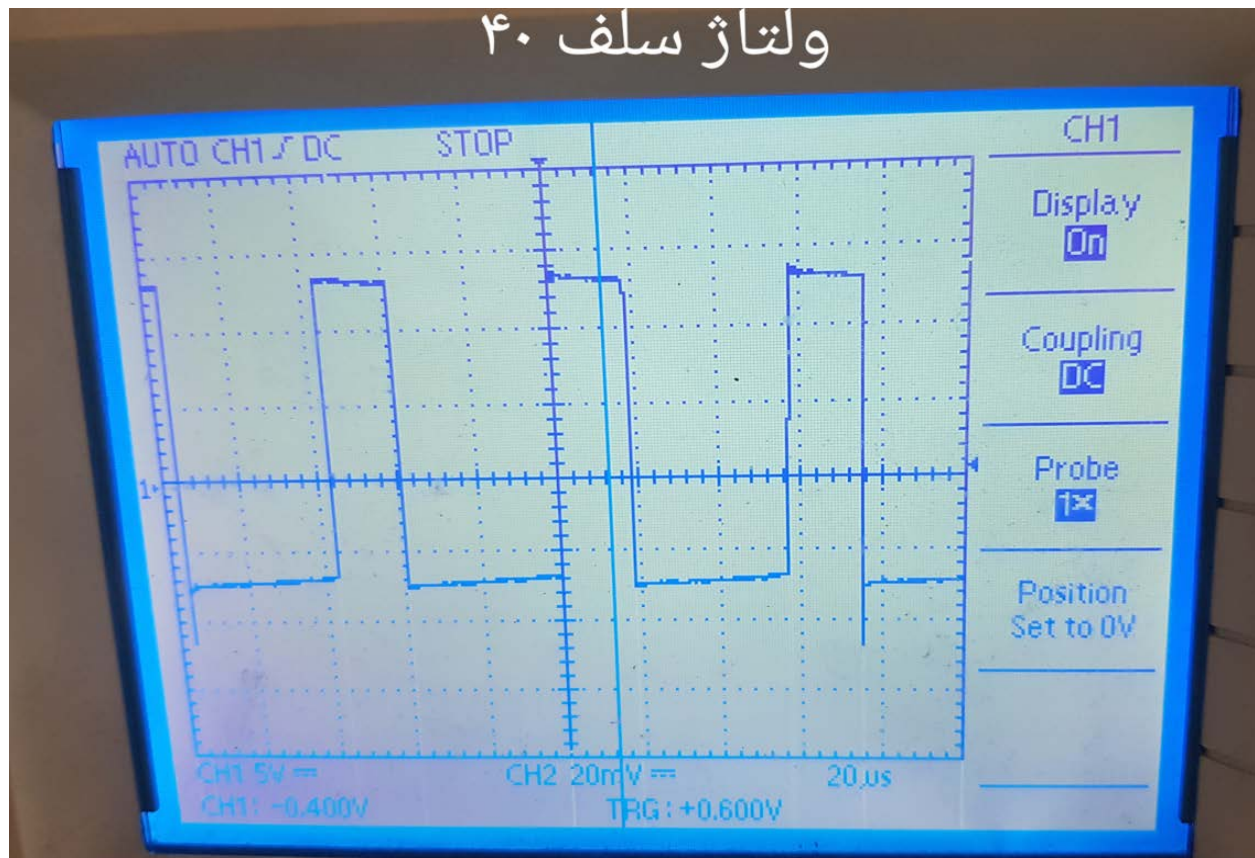 ولتاژ سلف ۴۰
AUTO CH1 DC STOP
CH1
Display
On
Coupling
DC
Probe
1x
Position
Set to 0V
1
CH1 5V CH2 20mV 20us
CH1: -0.400V TRG: +0.600V